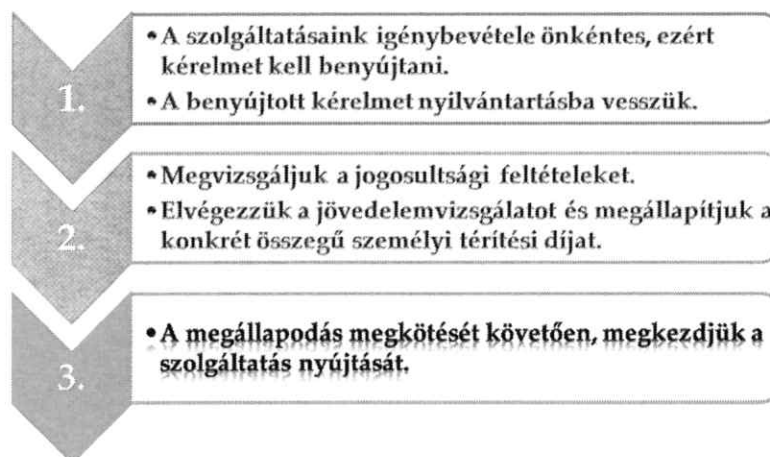 1.
• A szolgáltatásaink igénybevétele önkéntes, ezért
kérelmet kell benyújtani.
• A benyújtott kérelmet nyilvántartásba vesszük.
2.
• Megvizsgáljuk a jogosultsági feltételeket.
• Elvégezzük a jövedelemvizsgálatot és megállapítjuk a
konkrét összegű személyi térítési díjat.
3.
• A megállapodás megkötését követően, megkezdjük a
szolgáltatás nyújtását.